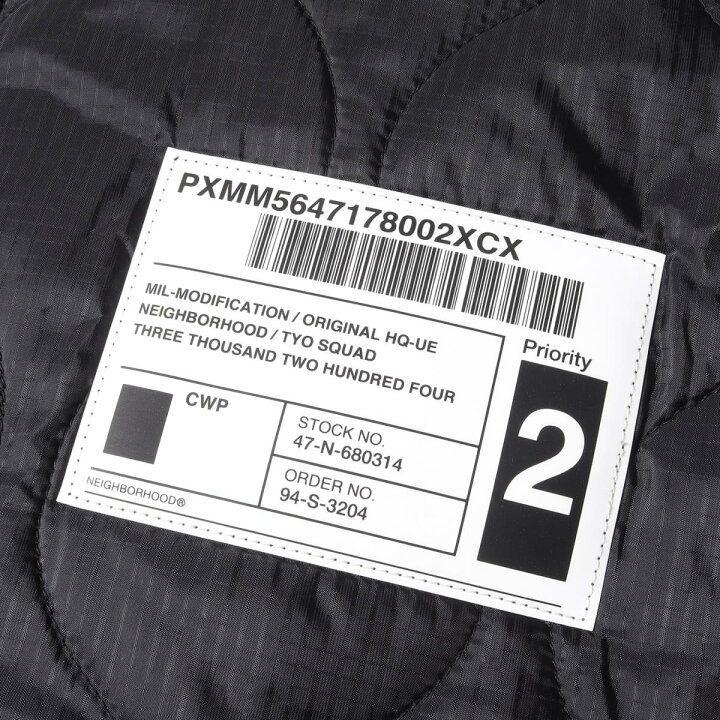 PXMM5647178002XCX
MIL-MODIFICATION / ORIGINAL HQ-UE
NEIGHBORHOOD / TYO SQUAD
THREE THOUSAND TWO HUNDRED FOUR
Priority
2
CWP
STOCK NO.
47-N-680314
ORDER NO.
94-S-3204
NEIGHBORHOOD®